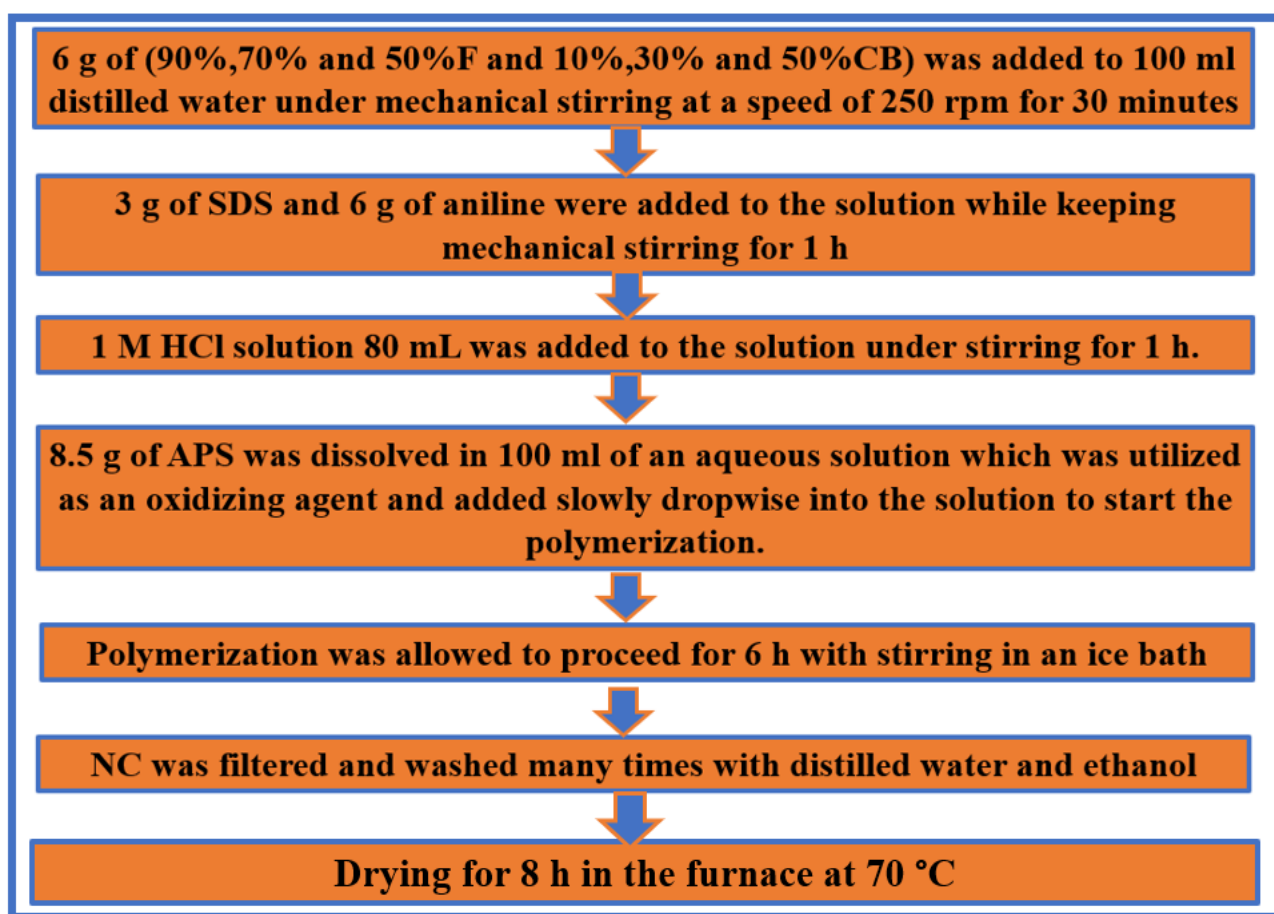 6 g of (90%,70% and 50%F and 10%,30% and 50%CB) was added to 100 ml
distilled water under mechanical stirring at a speed of 250 rpm for 30 minutes
3 g of SDS and 6 g of aniline were added to the solution while keeping
mechanical stirring for 1 h
1 M HCl solution 80 mL was added to the solution under stirring for 1 h.
8.5 g of APS was dissolved in 100 ml of an aqueous solution which was utilized
as an oxidizing agent and added slowly dropwise into the solution to start the
polymerization.
Polymerization was allowed to proceed for 6 h with stirring in an ice bath
NC was filtered and washed many times with distilled water and ethanol
Drying for 8 h in the furnace at 70 °C